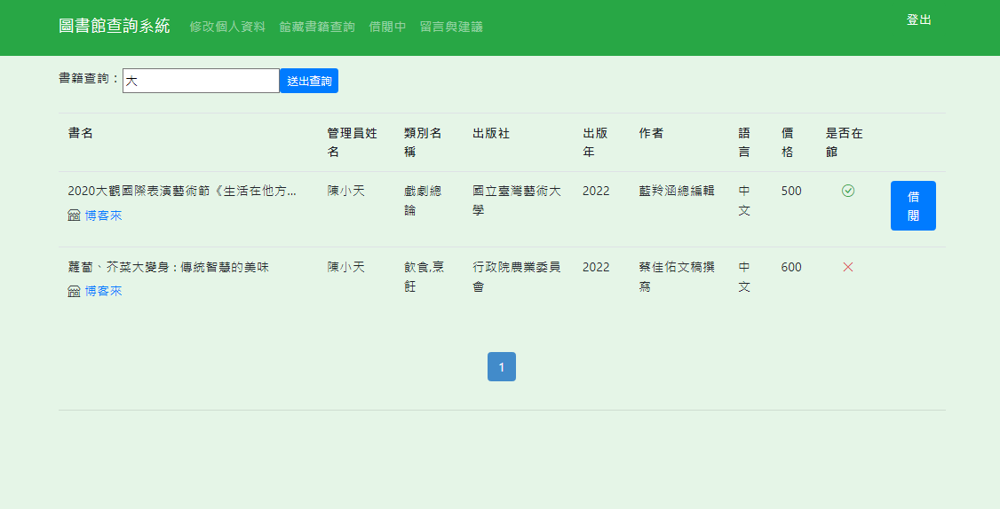 圖書館查詢系統 修改個人資料 館藏書籍查詢 借閱中 留言與建議 登出
書籍查詢： 大 送出查詢
書名 管理員姓名 類別名稱 出版社 出版年 作者 語言 價格 是否在館
2020大觀國際表演藝術節《生活在他方... 陳小天 戲劇總論 國立臺灣藝術大學 2022 藍羚涵總編輯 中文 500 借閱
博客來
蘿蔔、芥菜大變身 : 傳統智慧的美味 陳小天 飲食,烹飪 行政院農業委員會 2022 蔡佳佑文稿撰寫 中文 600
博客來
1